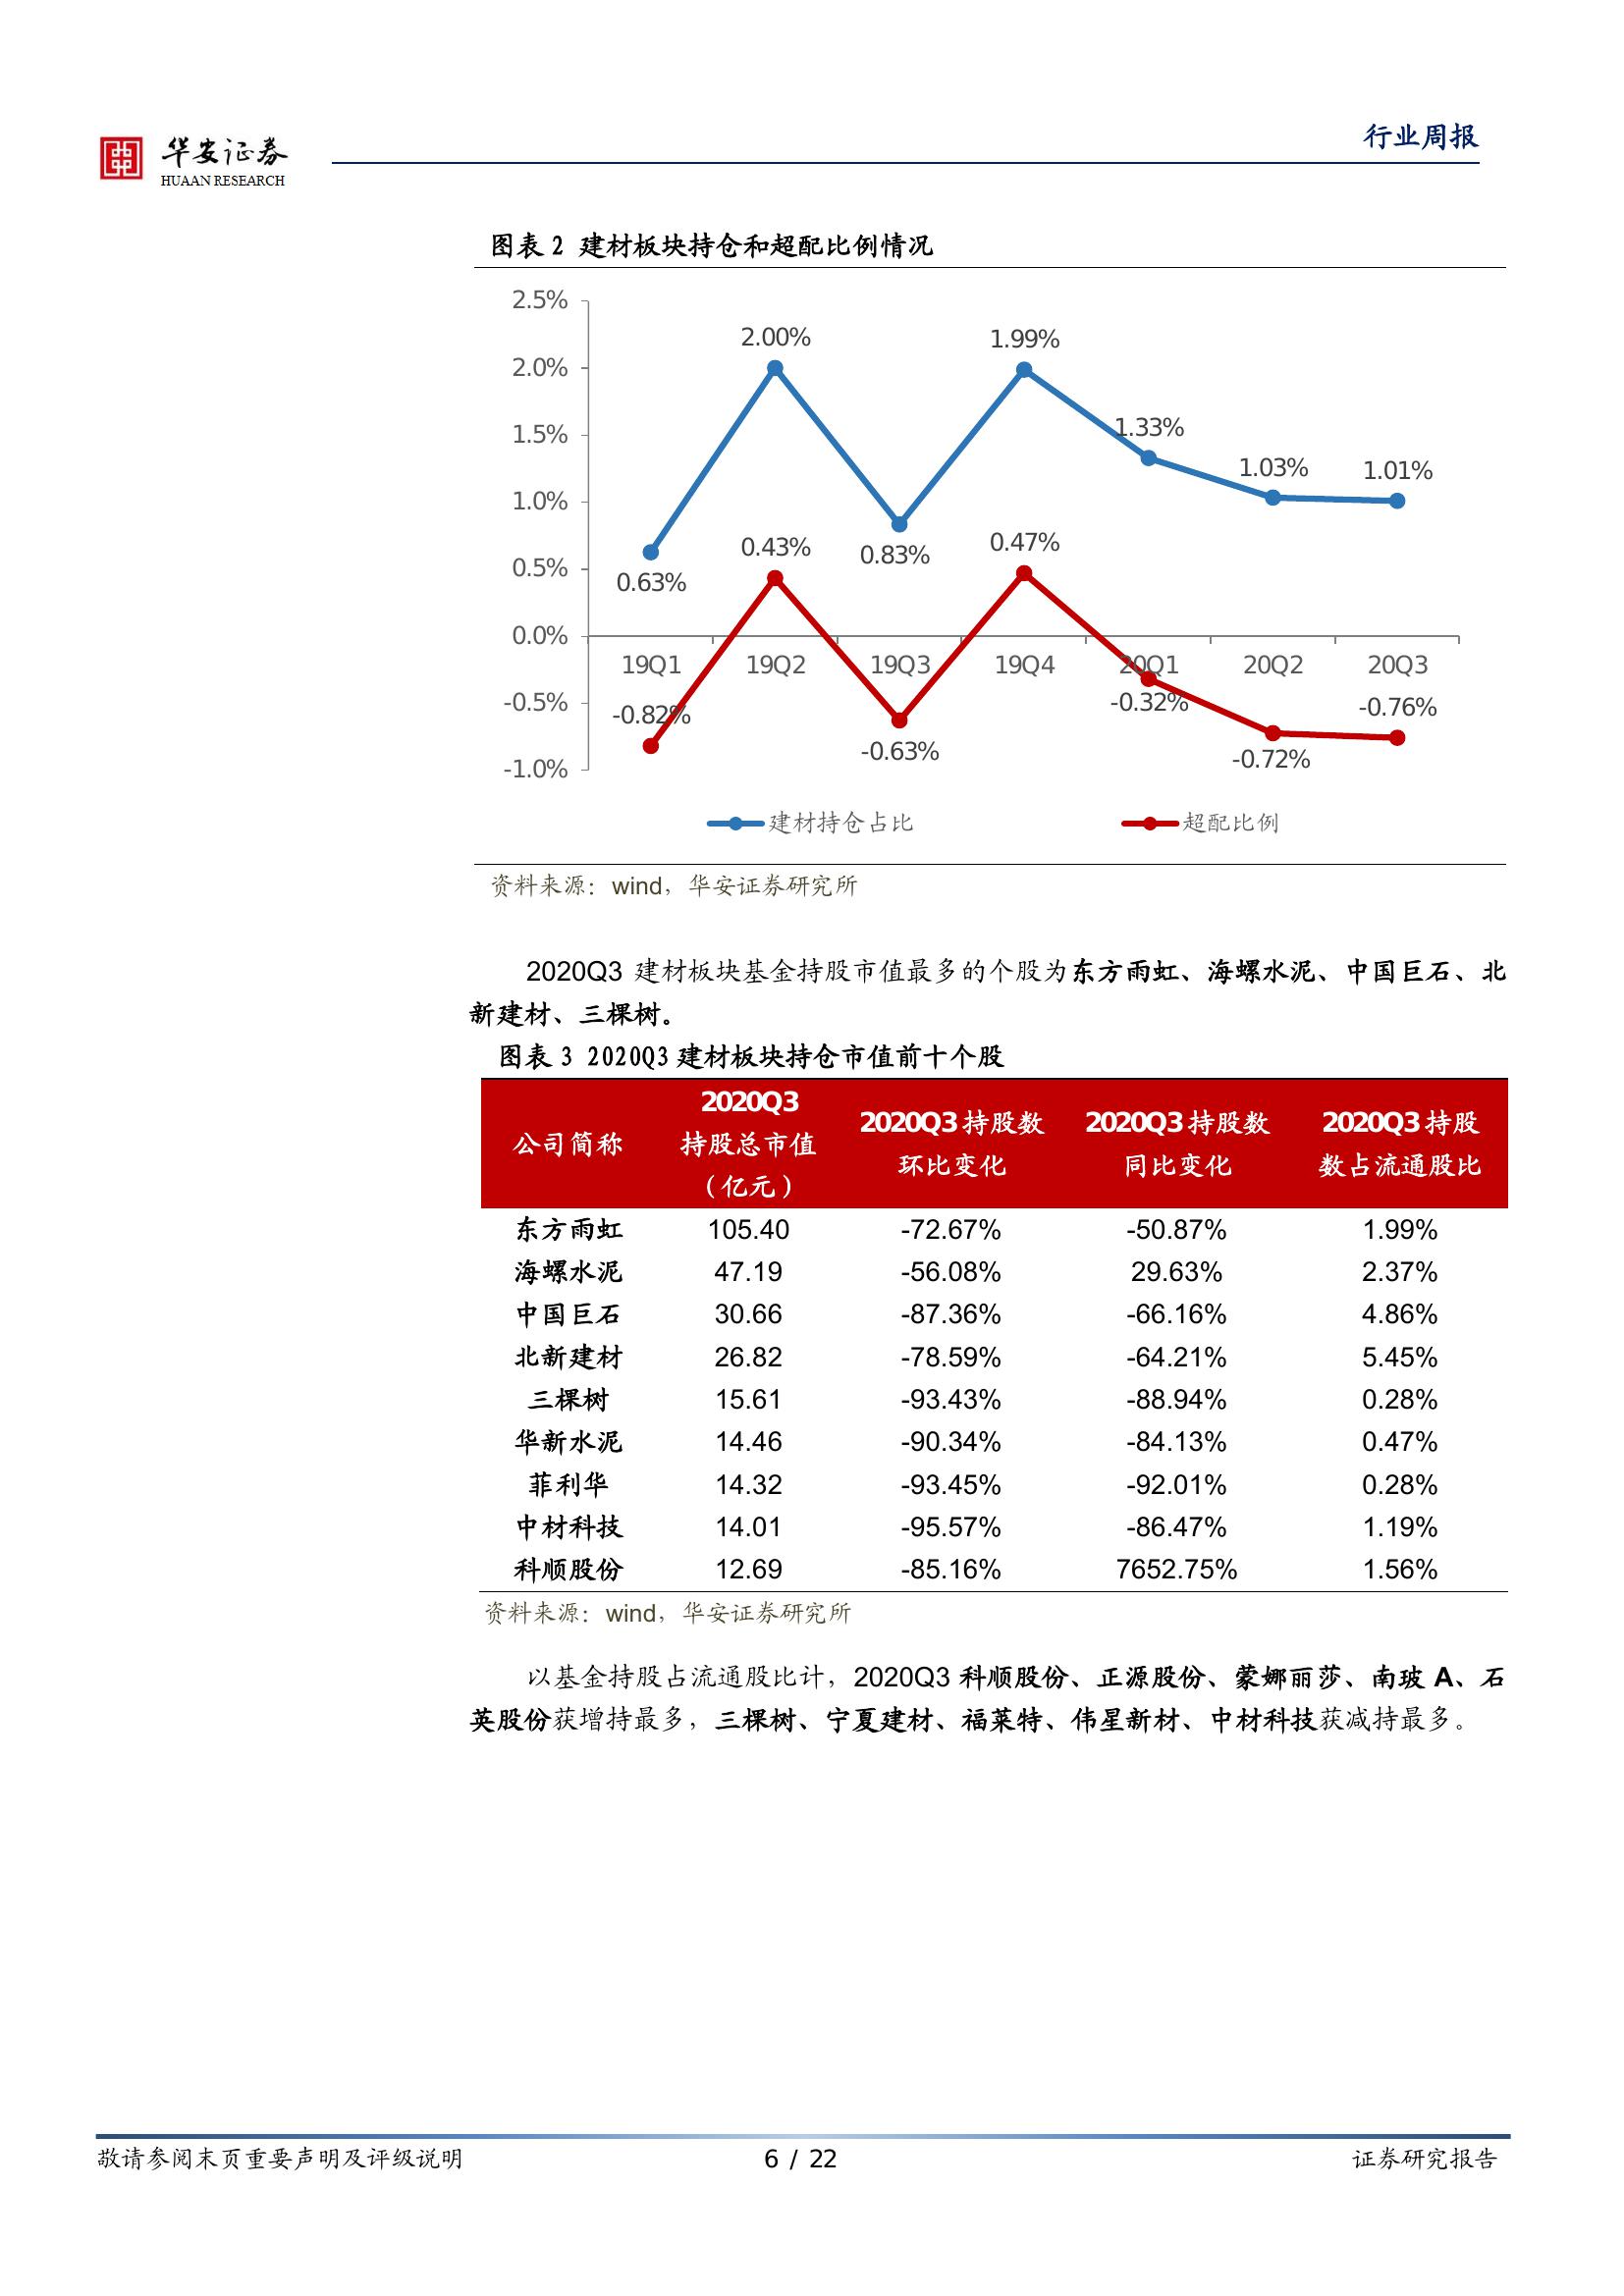 华安证券
HUAAN RESEARCH
行业周报
图表 2 建材板块持仓和超配比例情况
2.5%
2.0%
1.5%
1.0%
0.5%
0.0%
-0.5%
-1.0%
2.00%
1.99%
1.33%
1.03%
1.01%
0.63%
0.83%
0.43%
0.47%
19Q1
19Q2
19Q3
19Q4
20Q1
20Q2
20Q3
-0.82%
-0.63%
-0.32%
-0.72%
-0.76%
建材持仓占比
超配比例
资料来源：wind，华安证券研究所
2020Q3 建材板块基金持股市值最多的个股为东方雨虹、海螺水泥、中国巨石、北
新建材、三棵树。
图表 3 2020Q3 建材板块持仓市值前十个股
公司简称 2020Q3 持股总市值（亿元） 2020Q3 持股数环比变化 2020Q3 持股数同比变化 2020Q3 持股数占流通股比
东方雨虹 105.40 -72.67% -50.87% 1.99%
海螺水泥 47.19 -56.08% 29.63% 2.37%
中国巨石 30.66 -87.36% -66.16% 4.86%
北新建材 26.82 -78.59% -64.21% 5.45%
三棵树 15.61 -93.43% -88.94% 0.28%
华新水泥 14.46 -90.34% -84.13% 0.47%
菲利华 14.32 -93.45% -92.01% 0.28%
中材科技 14.01 -95.57% -86.47% 1.19%
科顺股份 12.69 -85.16% 7652.75% 1.56%
资料来源：wind，华安证券研究所
以基金持股占流通股比计，2020Q3 科顺股份、正源股份、蒙娜丽莎、南玻 A、石
英股份获增持最多，三棵树、宁夏建材、福莱特、伟星新材、中材科技获减持最多。
敬请参阅末页重要声明及评级说明
6 / 22
证券研究报告